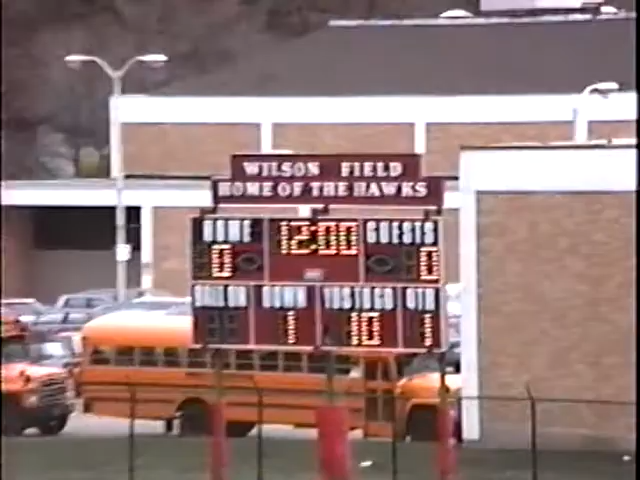 WILSON FIELD
HOME OF THE HAWKS
HOME 12:00 GUESTS
0 0
DOWN TO GO QTR
1 10 1